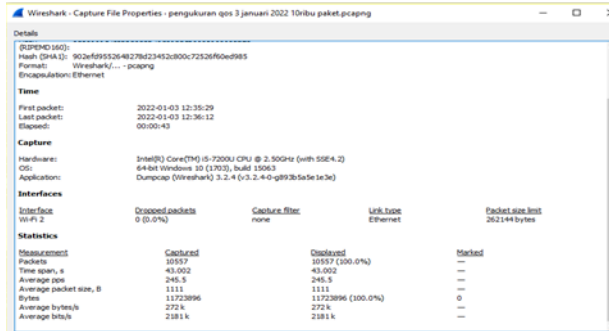 Wireshark - Capture File Properties - pengukuran qos 3 januari 2022 10ribu paket.pcapng
Details
(RIPEMD160):
Hash (SHA1): 902efd9552648278d23452c800c72526f60ed985
Format: Wireshark/... - pcapng
Encapsulation: Ethernet
Time
First packet: 2022-01-03 12:35:29
Last packet: 2022-01-03 12:36:12
Elapsed: 00:00:43
Capture
Hardware: Intel(R) Core(TM) i5-7200U CPU @ 2.50GHz (with SSE4.2)
OS: 64-bit Windows 10 (1703), build 15063
Application: Dumpcap (Wireshark) 3.2.4 (v3.2.4-0-g893b5a5e1e3e)
Interfaces
Interface Dropped packets Capture filter Link type Packet size limit
Wi-Fi 2 0 (0.0%) none Ethernet 262144 bytes
Statistics
Measurement Captured Displayed Marked
Packets 10557 10557 (100.0%) —
Time span, s 43.002 43.002 —
Average pps 245.5 245.5 —
Average packet size, B 1111 1111 —
Bytes 11723896 11723896 (100.0%) 0
Average bytes/s 272 k 272 k —
Average bits/s 2181 k 2181 k —